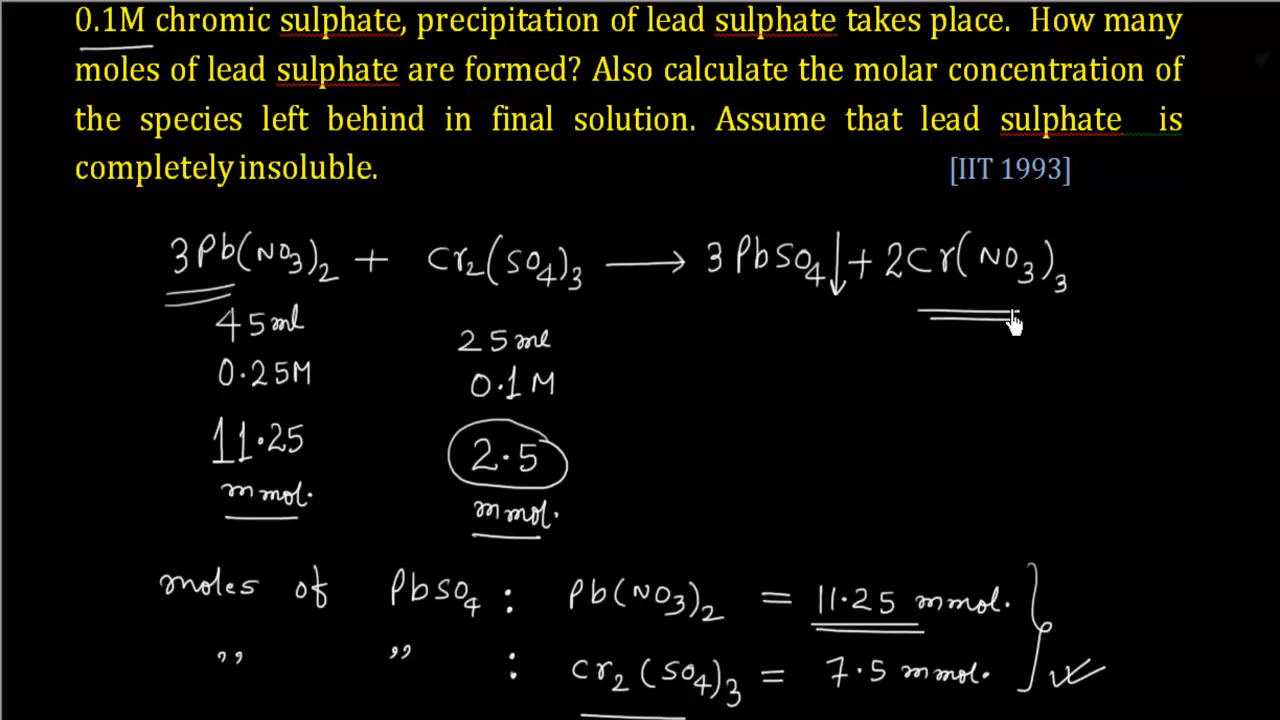 0.1M chromic sulphate, precipitation of lead sulphate takes place. How many
moles of lead sulphate are formed? Also calculate the molar concentration of
the species left behind in final solution. Assume that lead sulphate is
completely insoluble. [IIT 1993]
3Pb(NO3)2 + Cr2(SO4)3 ⟶ 3PbSO4↓ + 2Cr(NO3)3
45ml 25ml
0.25M 0.1M
11.25 2.5
mmol. mmol.
moles of PbSO4 : Pb(NO3)2 = 11.25 mmol.
,, ,, : Cr2(SO4)3 = 7.5 mmol.